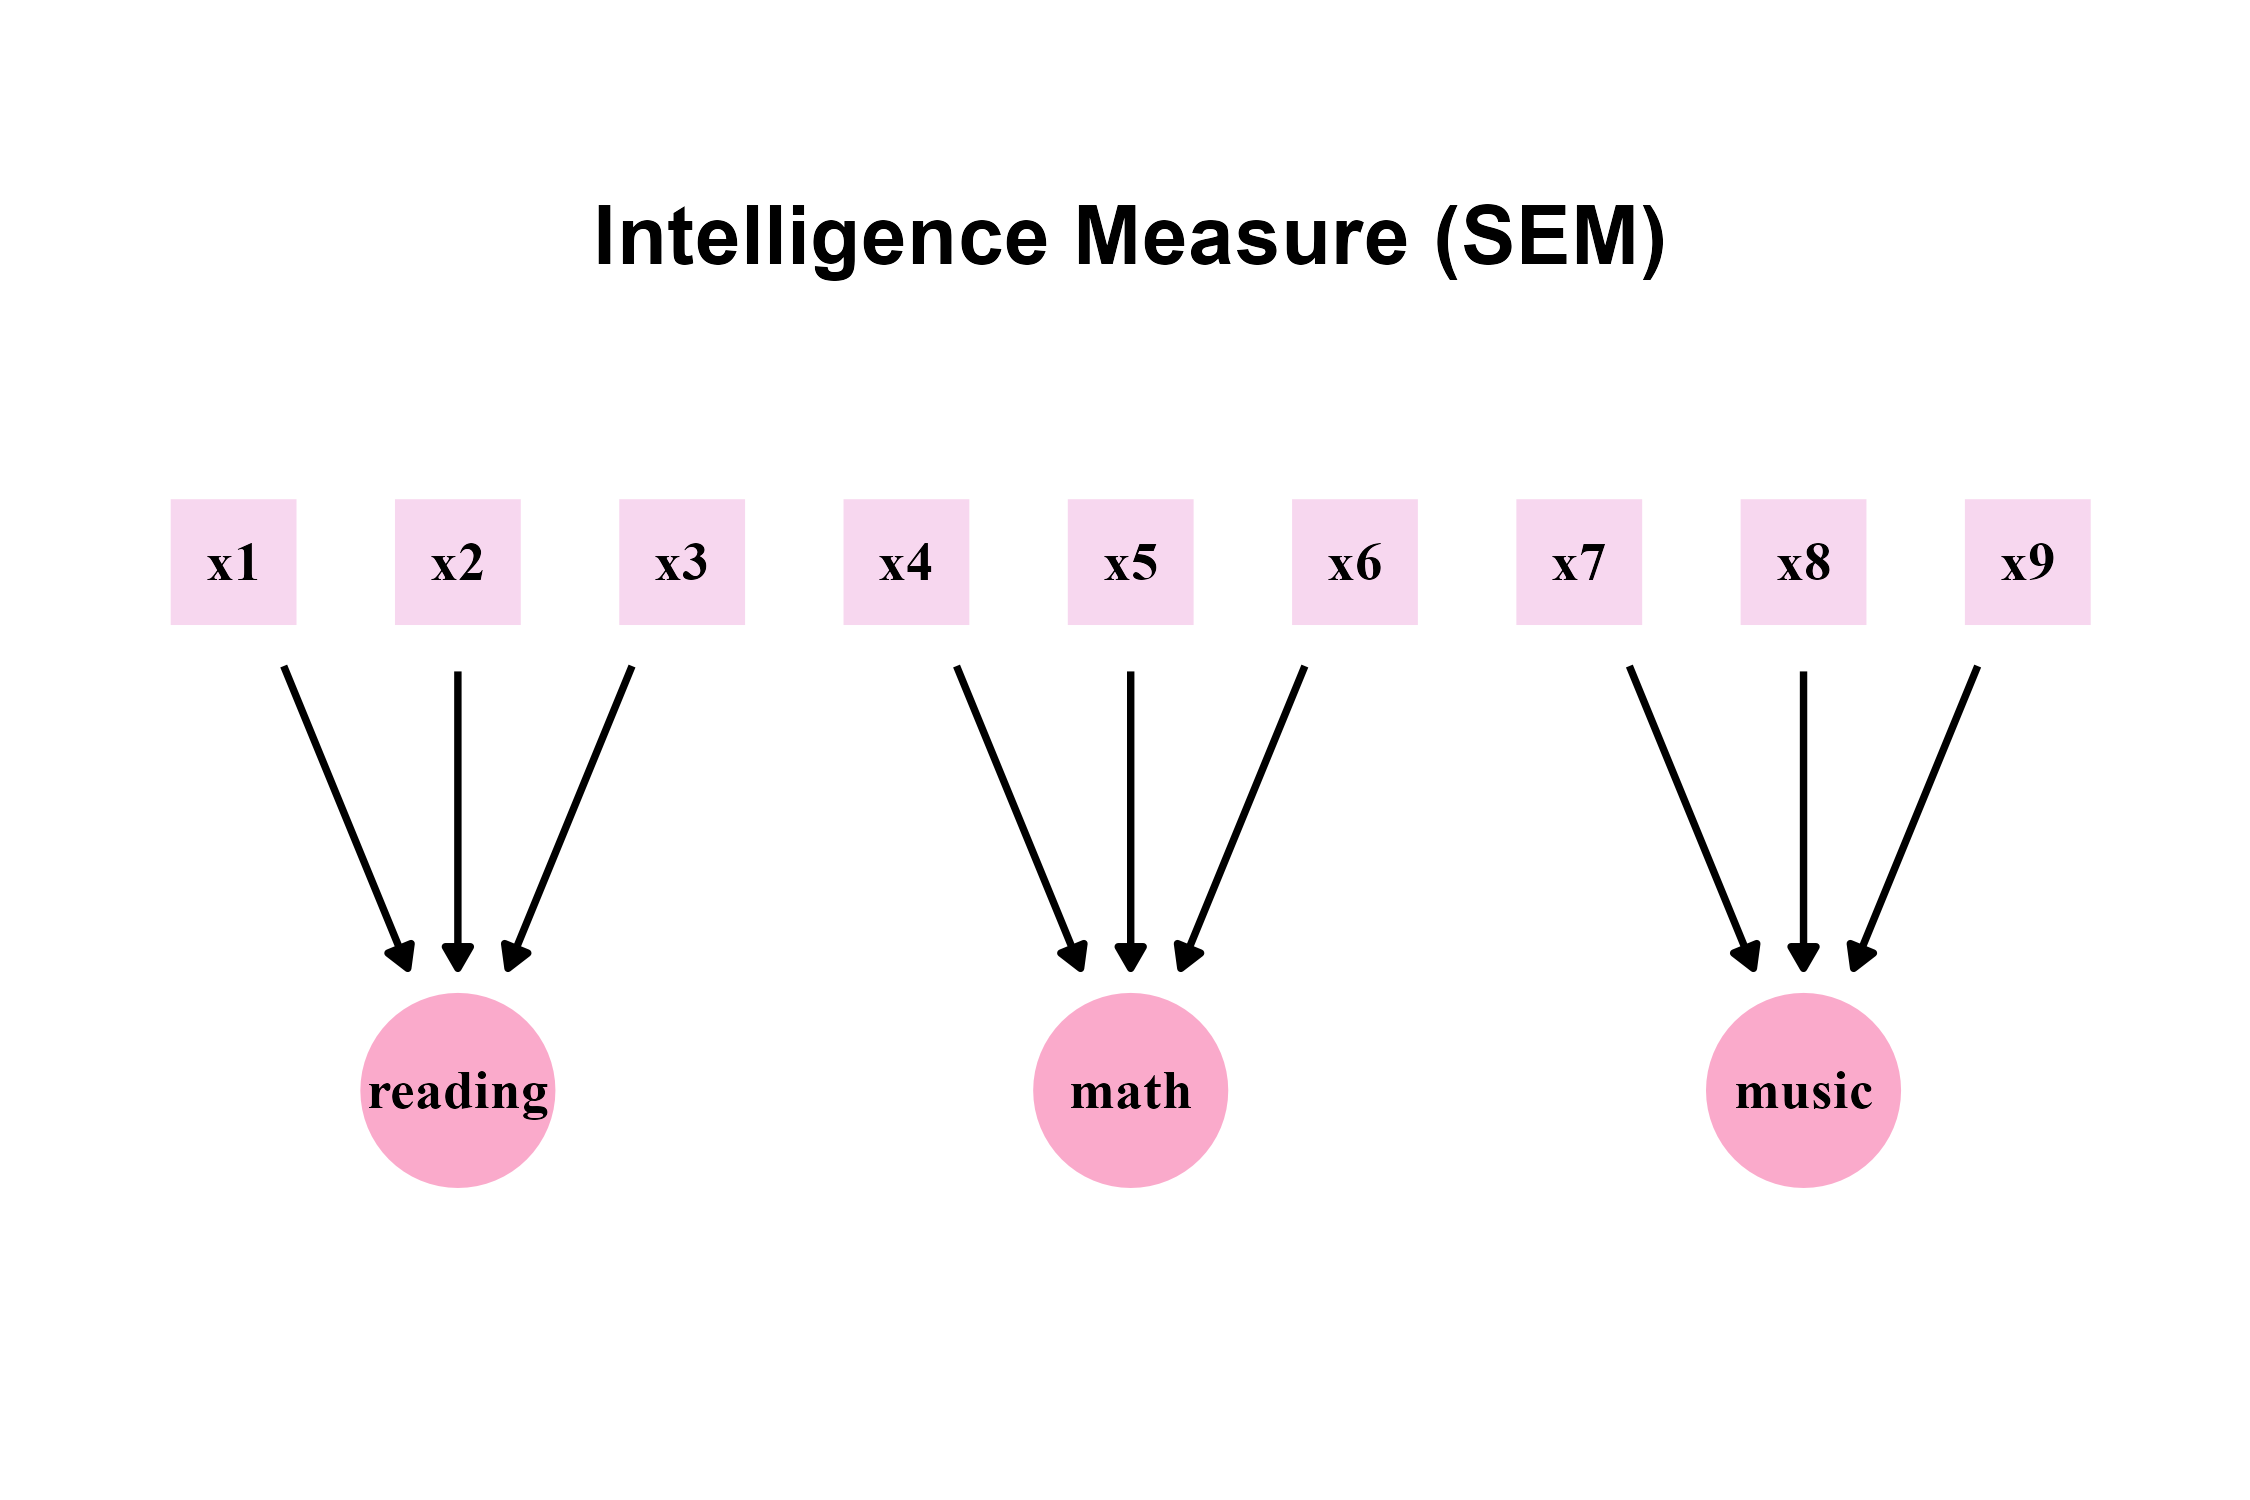 Intelligence Measure (SEM)
x1 x2 x3 x4 x5 x6 x7 x8 x9
reading math music